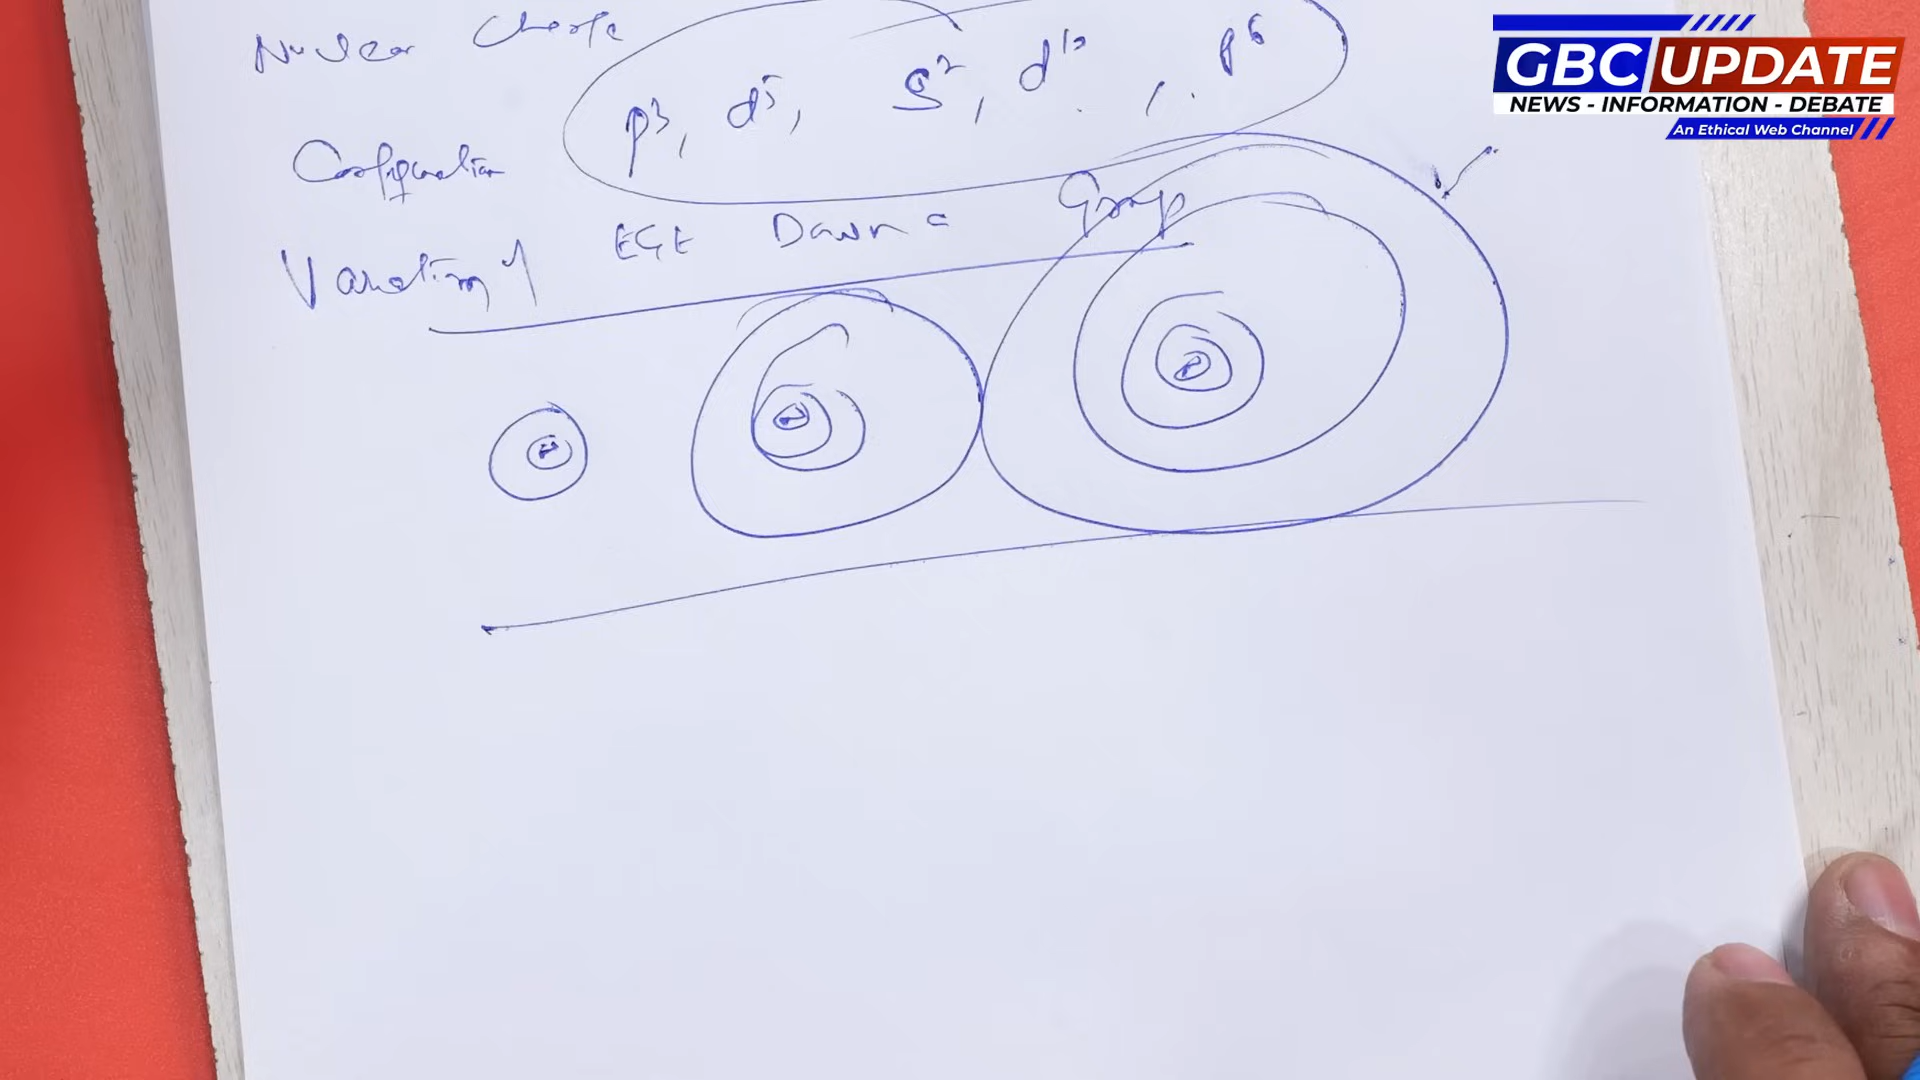 Nuclear Charge
p³, d⁵, s², d¹⁰, p⁶
Configuration
Variation of EGE Down a Group
GBC UPDATE
NEWS - INFORMATION - DEBATE
An Ethical Web Channel